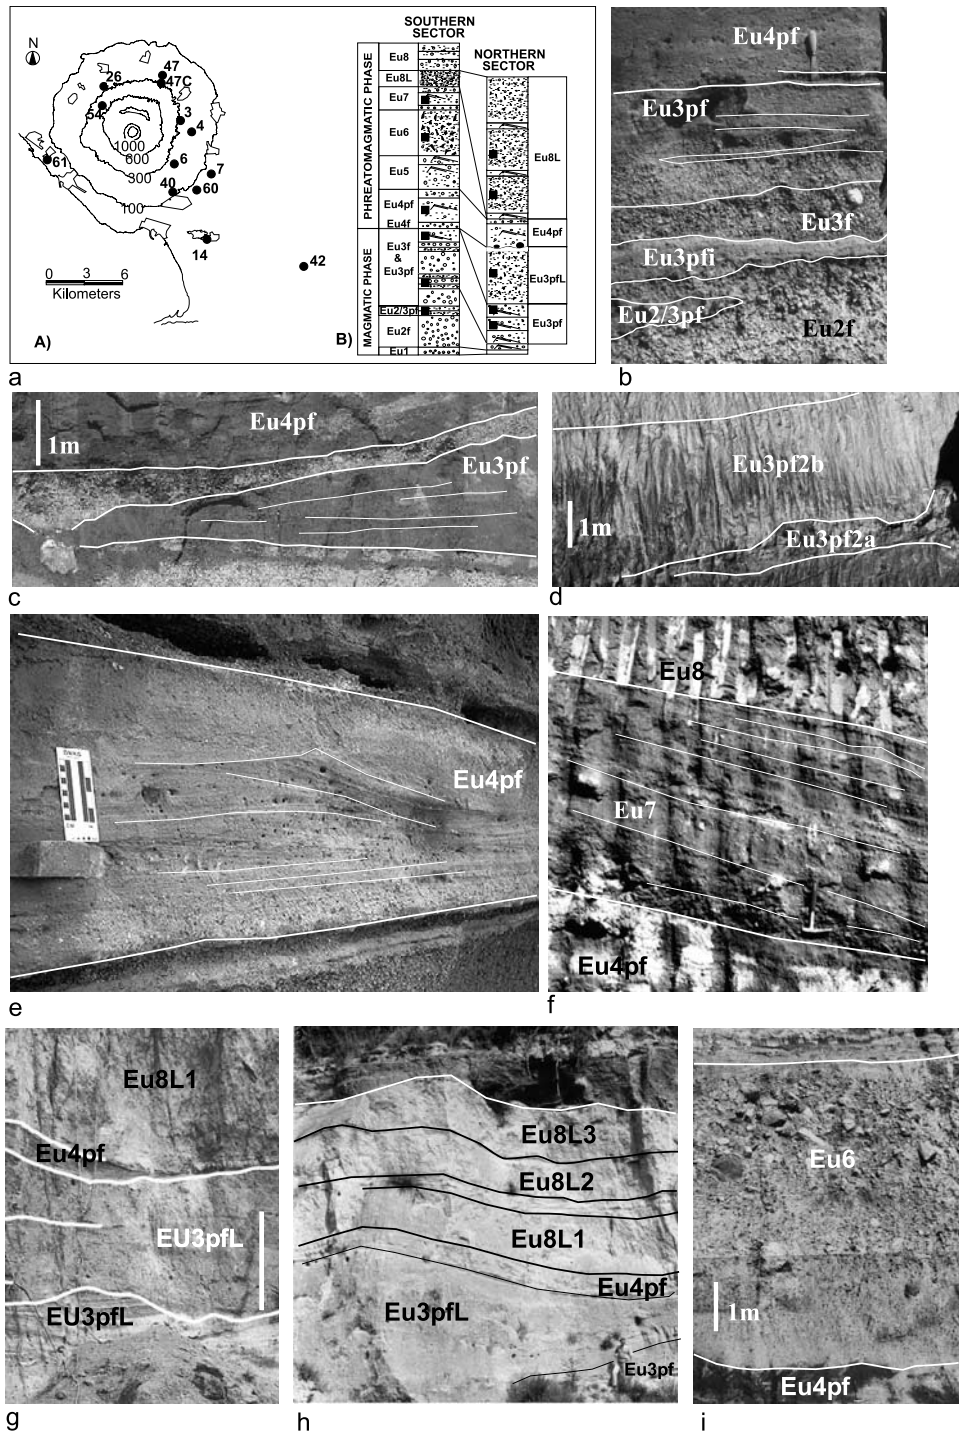 N
47
47C
26
54
3
4
1000
600
61
6
7
300
40
60
100
14
42
0 3 6
Kilometers
A)
SOUTHERN
SECTOR
NORTHERN
SECTOR
PHREATOMAGMATIC PHASE
MAGMATIC PHASE
Eu8
Eu8L
Eu7
Eu6
Eu5
Eu4pf
Eu4f
Eu3f
&
Eu3pf
Eu2/3pf
Eu2f
Eu1
Eu8L
Eu4pf
Eu3pfL
Eu3pf
B)
a
Eu4pf
Eu3pf
Eu3f
Eu3pfi
Eu2/3pf
Eu2f
b
Eu4pf
1m
Eu3pf
c
Eu3pf2b
1m
Eu3pf2a
d
Eu4pf
e
Eu8
Eu7
Eu4pf
f
Eu8L1
Eu4pf
EU3pfL
EU3pfL
g
Eu8L3
Eu8L2
Eu8L1
Eu4pf
Eu3pfL
Eu3pf
h
Eu6
1m
Eu4pf
i